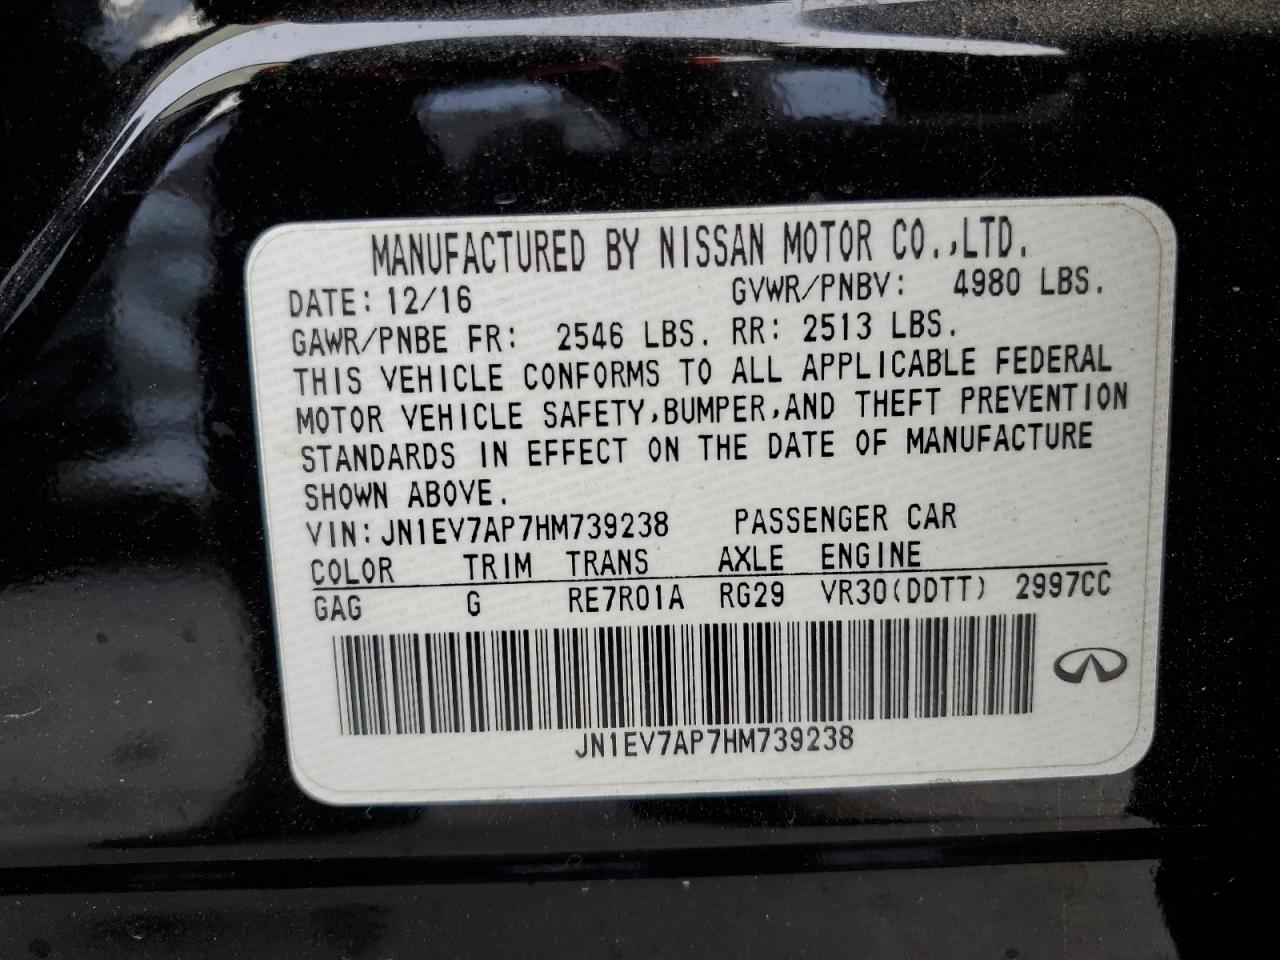 MANUFACTURED BY NISSAN MOTOR CO.,LTD.
DATE: 12/16 GVWR/PNBV: 4980 LBS.
GAWR/PNBE FR: 2546 LBS. RR: 2513 LBS.
THIS VEHICLE CONFORMS TO ALL APPLICABLE FEDERAL
MOTOR VEHICLE SAFETY,BUMPER,AND THEFT PREVENTION
STANDARDS IN EFFECT ON THE DATE OF MANUFACTURE
SHOWN ABOVE.
VIN:JN1EV7AP7HM739238 PASSENGER CAR
COLOR TRIM TRANS AXLE ENGINE
GAG G RE7R01A RG29 VR30(DDTT) 2997CC
JN1EV7AP7HM739238